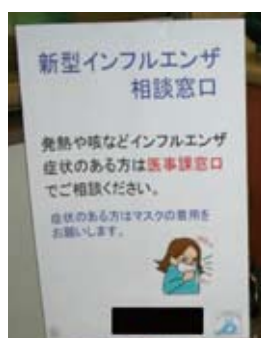 新型インフルエンザ
相談窓口
発熱や咳などインフルエンザ
症状のある方は医事課窓口
でご相談ください。
症状のある方はマスクの着用を
お願いします。